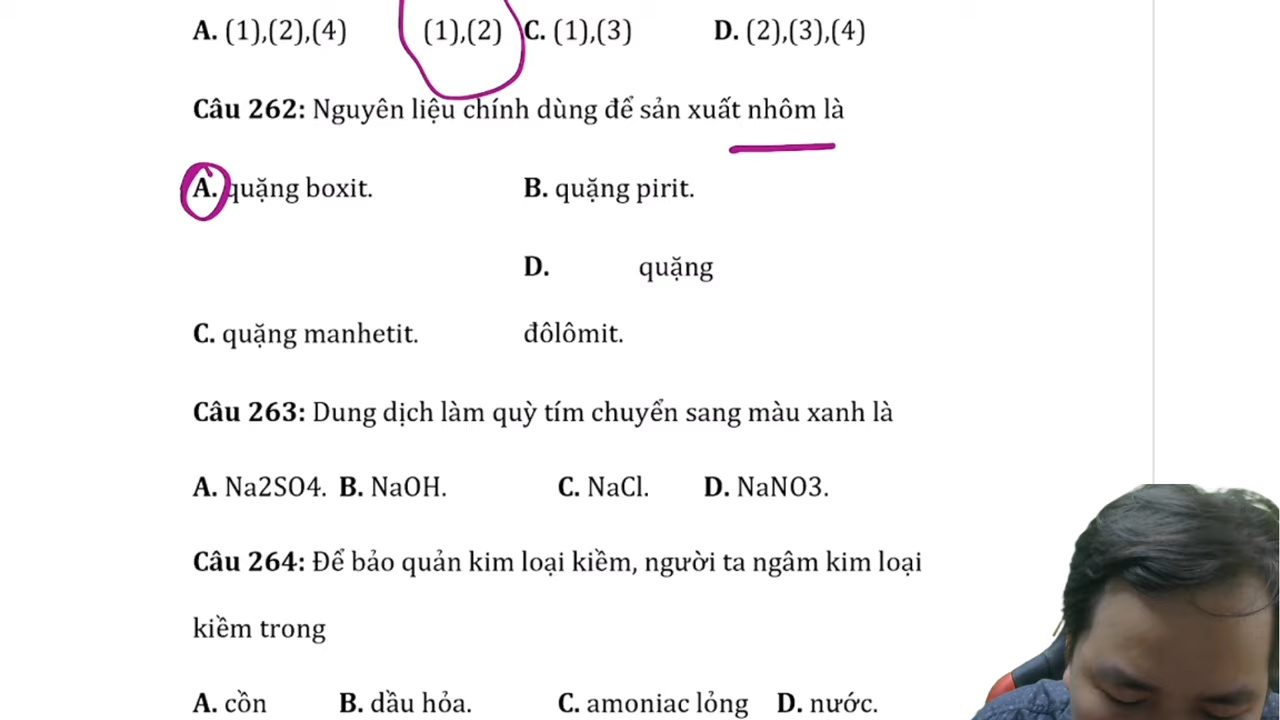 A. (1),(2),(4) (1),(2) C. (1),(3) D. (2),(3),(4)
Câu 262: Nguyên liệu chính dùng để sản xuất nhôm là
A. quặng boxit. B. quặng pirit.
D. quặng
C. quặng manhetit. đôlômit.
Câu 263: Dung dịch làm quỳ tím chuyển sang màu xanh là
A. Na2SO4. B. NaOH. C. NaCl. D. NaNO3.
Câu 264: Để bảo quản kim loại kiềm, người ta ngâm kim loại
kiềm trong
A. cồn B. dầu hỏa. C. amoniac lỏng D. nước.